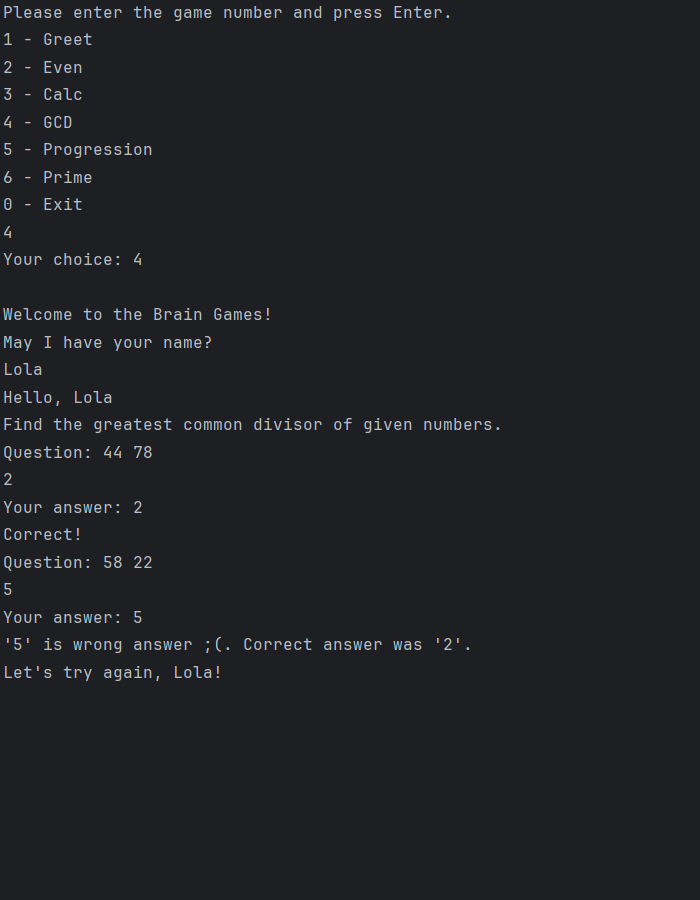 Please enter the game number and press Enter.
1 - Greet
2 - Even
3 - Calc
4 - GCD
5 - Progression
6 - Prime
0 - Exit
4
Your choice: 4
Welcome to the Brain Games!
May I have your name?
Lola
Hello, Lola
Find the greatest common divisor of given numbers.
Question: 44 78
2
Your answer: 2
Correct!
Question: 58 22
5
Your answer: 5
'5' is wrong answer ;(. Correct answer was '2'.
Let's try again, Lola!